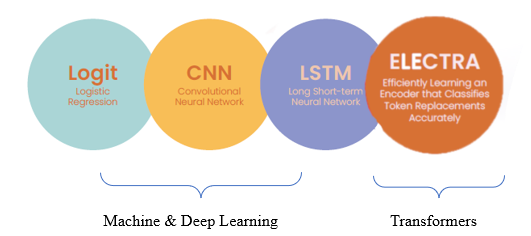 Logit
Logistic
Regression
CNN
Convolutional
Neural Network
LSTM
Long Short-term
Neural Network
ELECTRA
Efficiently Learning an
Encoder that Classifies
Token Replacements
Accurately
Machine & Deep Learning
Transformers